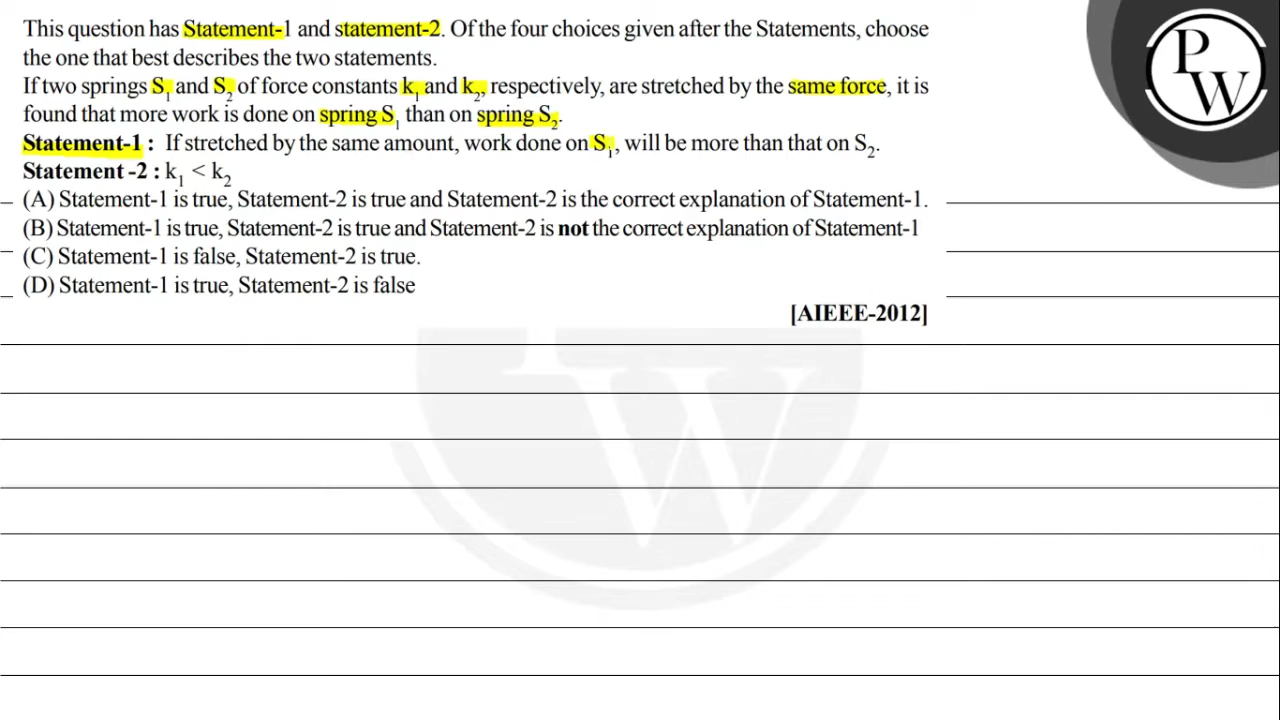 This question has Statement-1 and statement-2. Of the four choices given after the Statements, choose
the one that best describes the two statements.
If two springs S₁ and S₂ of force constants k₁ and k₂, respectively, are stretched by the same force, it is
found that more work is done on spring S₁ than on spring S₂.
Statement-1 : If stretched by the same amount, work done on S₁, will be more than that on S₂.
Statement -2 : k₁ < k₂
(A) Statement-1 is true, Statement-2 is true and Statement-2 is the correct explanation of Statement-1.
(B) Statement-1 is true, Statement-2 is true and Statement-2 is not the correct explanation of Statement-1
(C) Statement-1 is false, Statement-2 is true.
(D) Statement-1 is true, Statement-2 is false
[AIEEE-2012]
P
W